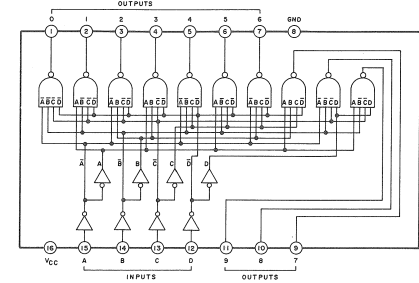 OUTPUTS
0 1 2 3 4 5 6 GND
1 2 3 4 5 6 7 8
A̅ B̅ C̅ D̅ A B̅ C̅ D̅ A̅ B C̅ D̅ A B C̅ D̅ A̅ B̅ C D̅ A B̅ C D̅ A̅ B C D̅ A B C D̅ A̅ B̅ C̅ D A B̅ C̅ D
A̅ A B̅ B C̅ C D̅ D
16 15 14 13 12 11 10 9
VCC A B C D 9 8 7
INPUTS OUTPUTS